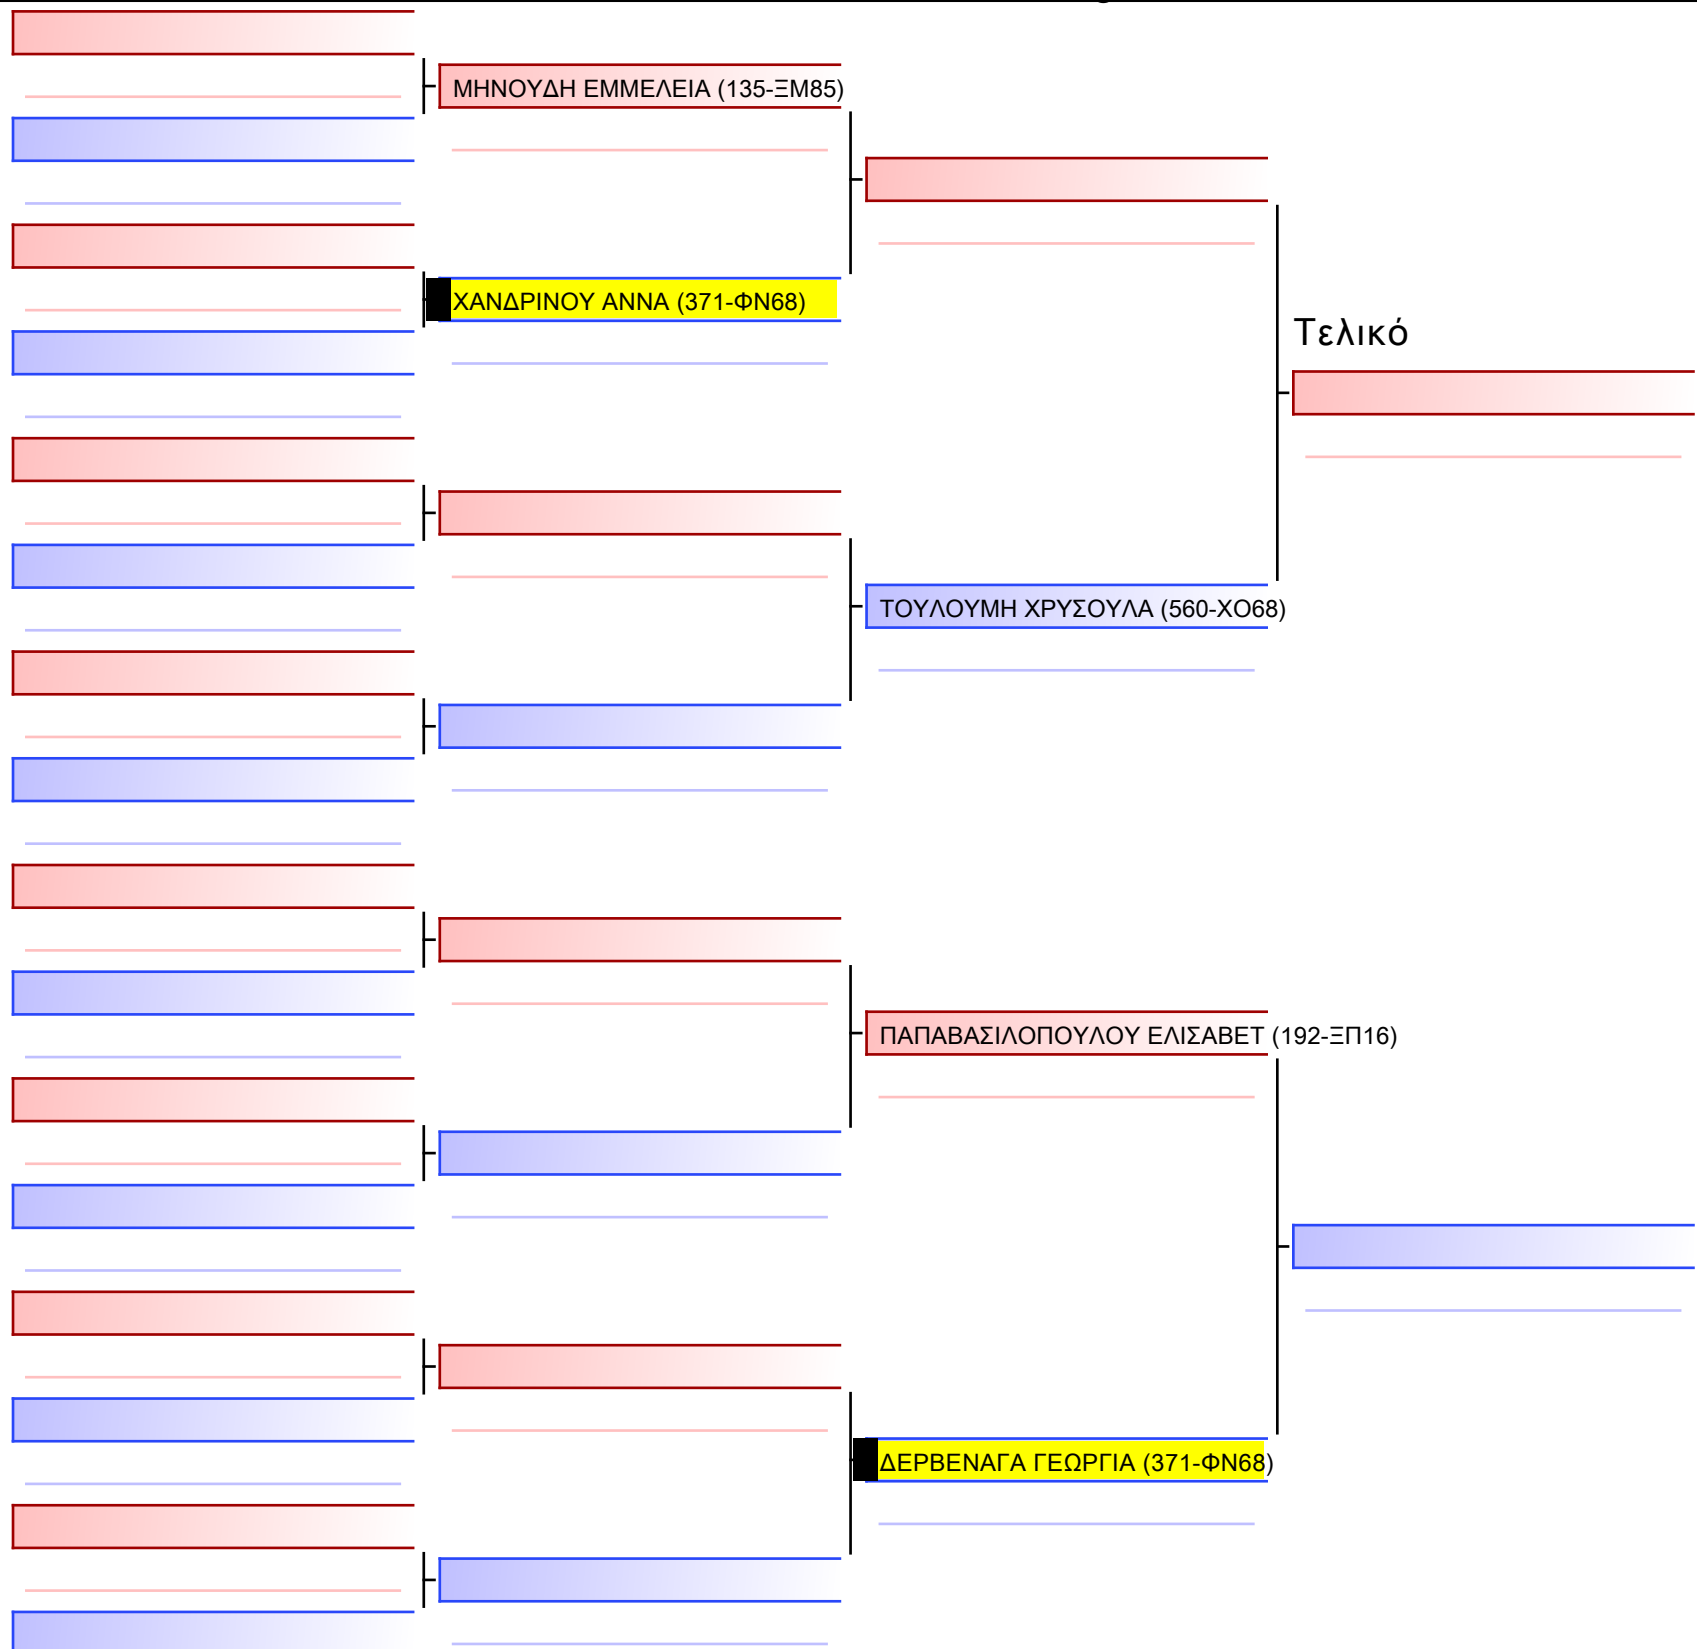 ΜΗΝΟΥΔΗ ΕΜΜΕΛΕΙΑ (135-ΞΜ85)
ΧΑΝΔΡΙΝΟΥ ΑΝΝΑ (371-ΦΝ68)
Τελικό
ΤΟΥΛΟΥΜΗ ΧΡΥΣΟΥΛΑ (560-ΧΟ68)
ΠΑΠΑΒΑΣΙΛΟΠΟΥΛΟΥ ΕΛΙΣΑΒΕΤ (192-ΞΠ16)
ΔΕΡΒΕΝΑΓΑ ΓΕΩΡΓΙΑ (371-ΦΝ68)